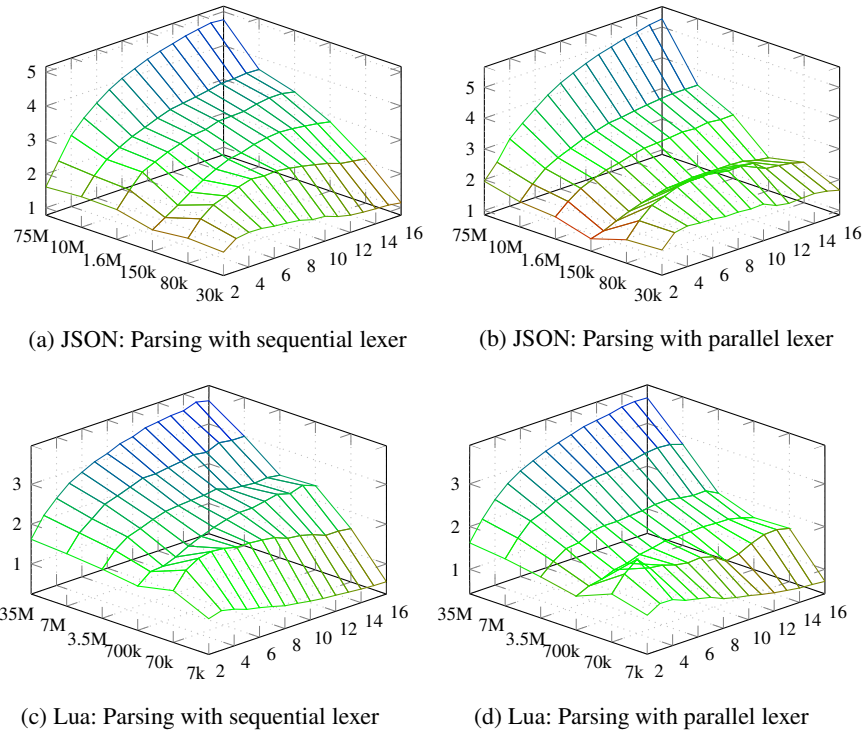 5
4
3
2
1
75M
10M
1.6M
150k
80k
30k
2
4
6
8
10
12
14
16
(a) JSON: Parsing with sequential lexer
5
4
3
2
1
75M
10M
1.6M
150k
80k
30k
2
4
6
8
10
12
14
16
(b) JSON: Parsing with parallel lexer
3
2
1
35M
7M
3.5M
700k
70k
7k
2
4
6
8
10
12
14
16
(c) Lua: Parsing with sequential lexer
3
2
1
35M
7M
3.5M
700k
70k
7k
2
4
6
8
10
12
14
16
(d) Lua: Parsing with parallel lexer